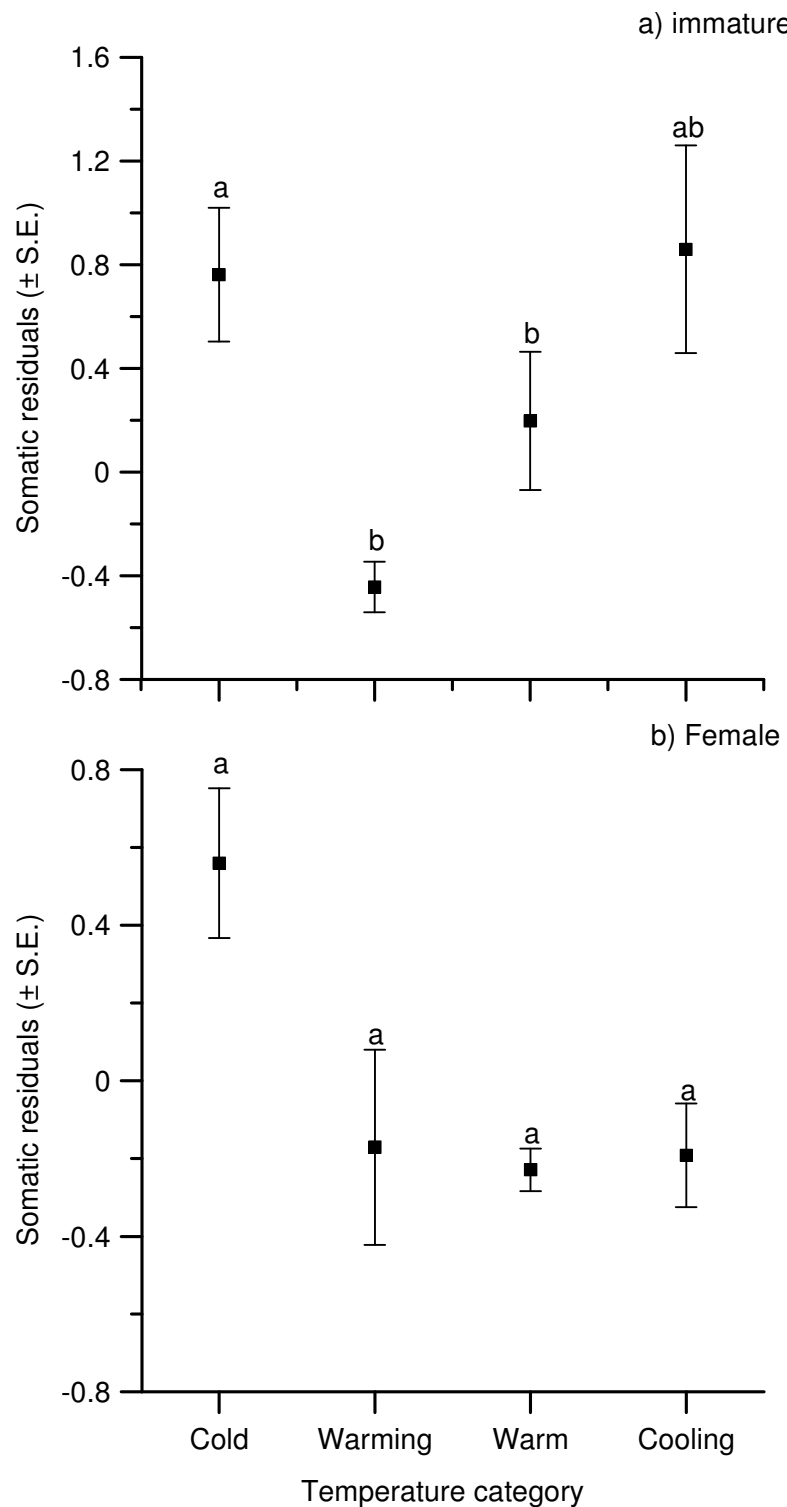 a) immature
1.6
1.2
0.8
0.4
0
-0.4
-0.8
Somatic residuals (± S.E.)
a
b
b
ab
b) Female
0.8
0.4
0
-0.4
-0.8
Somatic residuals (± S.E.)
a
a
a
a
Cold Warming Warm Cooling
Temperature category